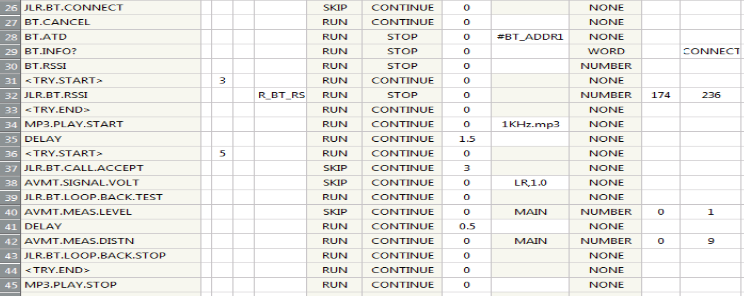 26 JLR.BT.CONNECT SKIP CONTINUE 0 NONE
27 BT.CANCEL RUN CONTINUE 0 NONE
28 BT.ATD RUN STOP 0 #BT_ADDR1 NONE
29 BT.INFO? RUN STOP 0 WORD CONNECT
30 BT.RSSI RUN STOP 0 NUMBER
31 <TRY.START> 3 RUN CONTINUE 0 NONE
32 JLR.BT.RSSI R_BT_RS RUN STOP 0 NUMBER 174 236
33 <TRY.END> RUN CONTINUE 0 NONE
34 MP3.PLAY.START RUN CONTINUE 0 1KHz.mp3 NONE
35 DELAY RUN CONTINUE 1.5 NONE
36 <TRY.START> 5 RUN CONTINUE 0 NONE
37 JLR.BT.CALL.ACCEPT SKIP CONTINUE 3 NONE
38 AVMT.SIGNAL.VOLT SKIP CONTINUE 0 LR,1.0 NONE
39 JLR.BT.LOOP.BACK.TEST RUN CONTINUE 0 NONE
40 AVMT.MEAS.LEVEL SKIP CONTINUE 0 MAIN NUMBER 0 1
41 DELAY RUN CONTINUE 0.5 NONE
42 AVMT.MEAS.DISTN RUN CONTINUE 0 MAIN NUMBER 0 9
43 JLR.BT.LOOP.BACK.STOP RUN CONTINUE 0 NONE
44 <TRY.END> RUN CONTINUE 0 NONE
45 MP3.PLAY.STOP RUN CONTINUE 0 NONE